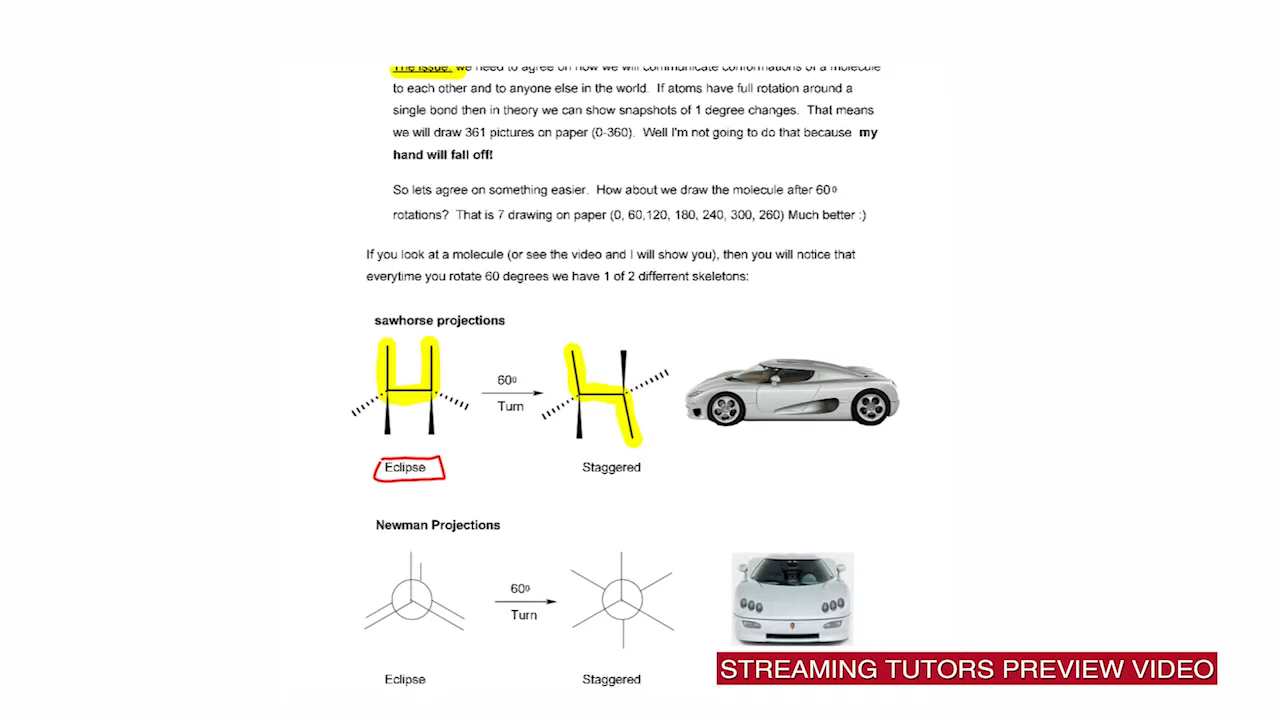 The Issue: we need to agree on how we will communicate conformations of a molecule
to each other and to anyone else in the world. If atoms have full rotation around a
single bond then in theory we can show snapshots of 1 degree changes. That means
we will draw 361 pictures on paper (0-360). Well I'm not going to do that because my
hand will fall off!
So lets agree on something easier. How about we draw the molecule after 60⁰
rotations? That is 7 drawing on paper (0, 60,120, 180, 240, 300, 260) Much better :)
If you look at a molecule (or see the video and I will show you), then you will notice that
everytime you rotate 60 degrees we have 1 of 2 different skeletons:
sawhorse projections
60⁰
Turn
Eclipse
Staggered
Newman Projections
60⁰
Turn
Eclipse
Staggered
STREAMING TUTORS PREVIEW VIDEO